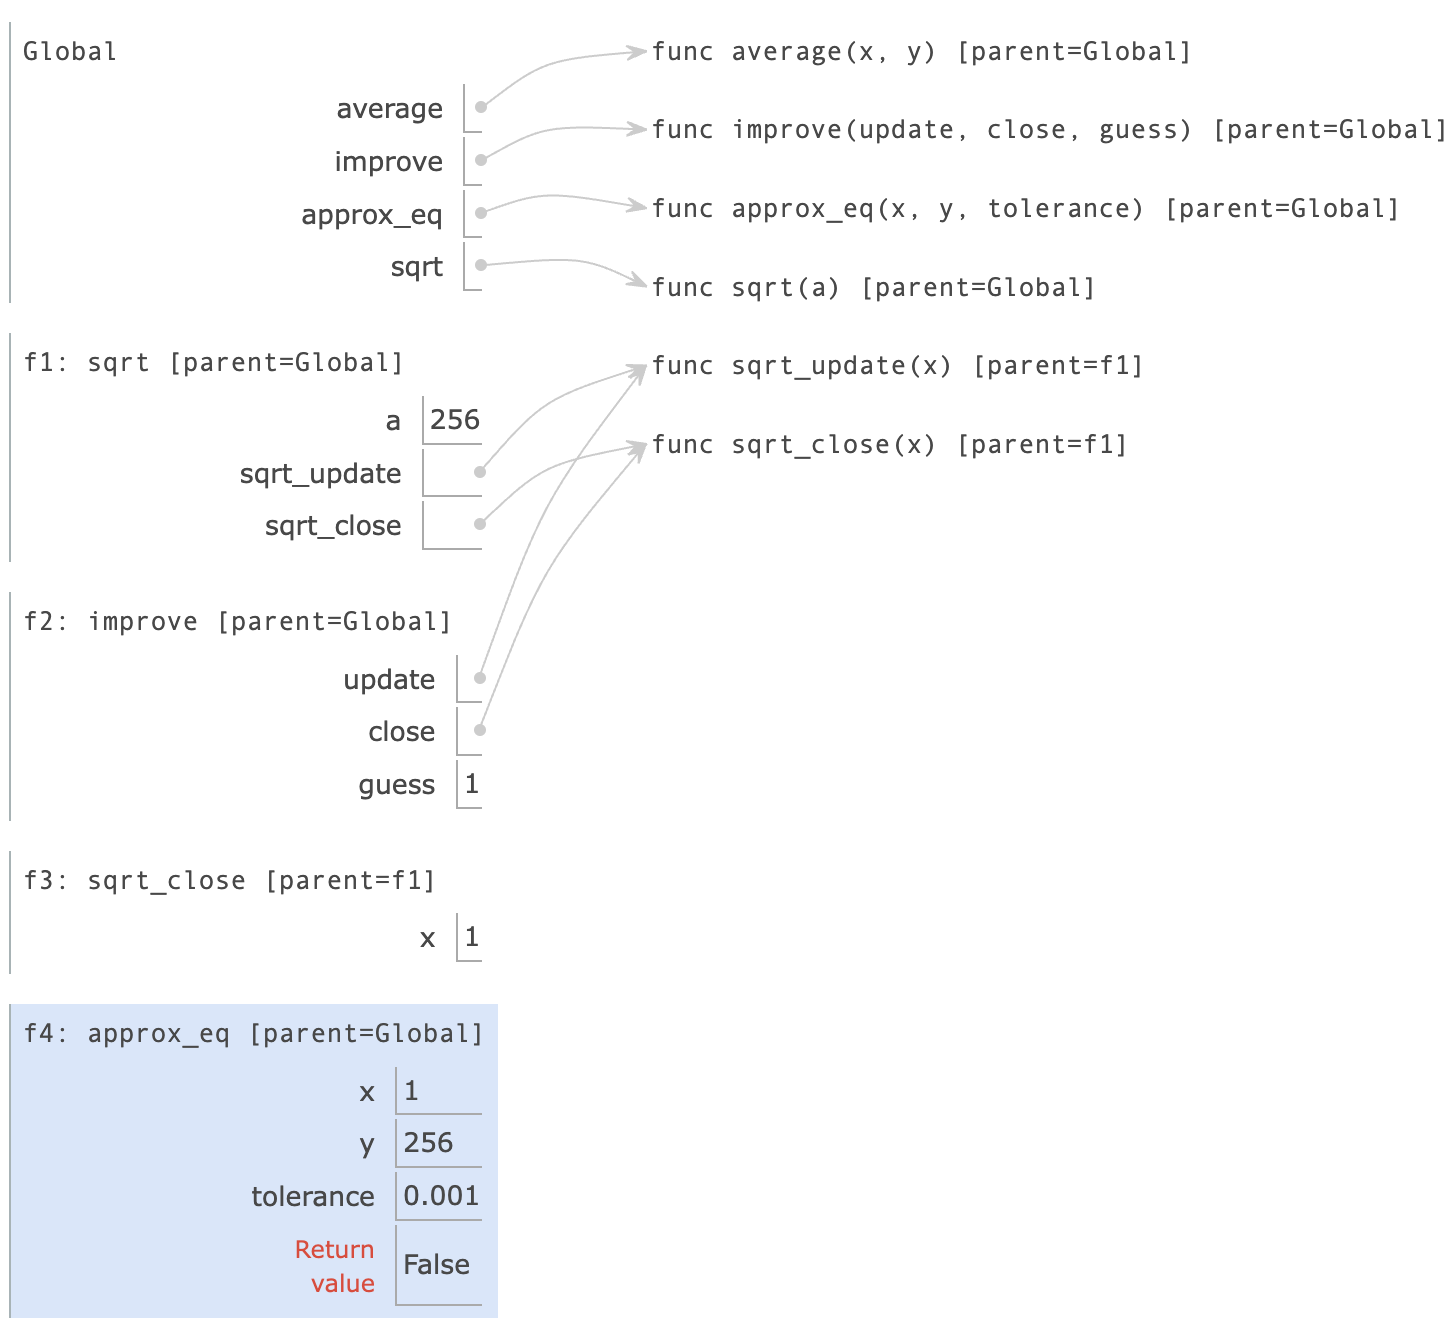 Global
average
improve
approx_eq
sqrt
func average(x, y) [parent=Global]
func improve(update, close, guess) [parent=Global]
func approx_eq(x, y, tolerance) [parent=Global]
func sqrt(a) [parent=Global]
f1: sqrt [parent=Global]
a 256
sqrt_update
sqrt_close
func sqrt_update(x) [parent=f1]
func sqrt_close(x) [parent=f1]
f2: improve [parent=Global]
update
close
guess 1
f3: sqrt_close [parent=f1]
x 1
f4: approx_eq [parent=Global]
x 1
y 256
tolerance 0.001
Return
value
False